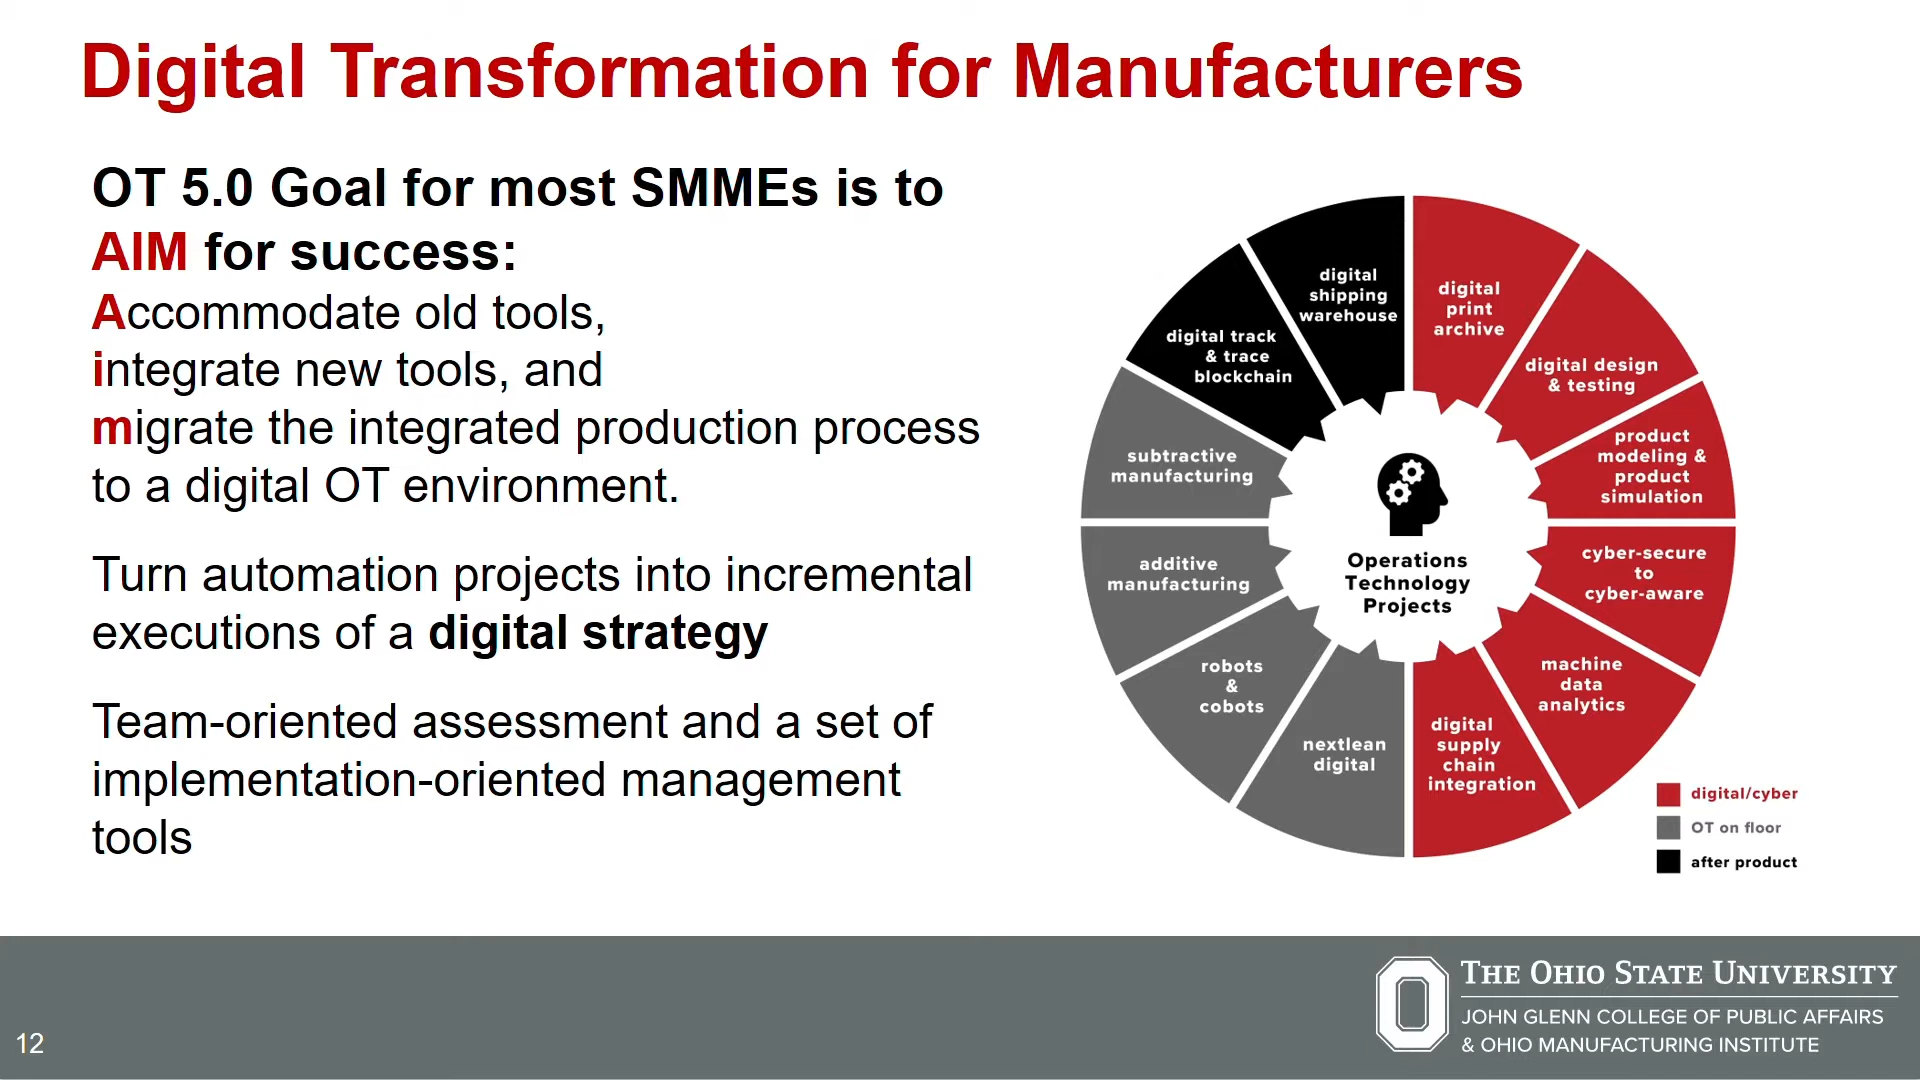 Digital Transformation for Manufacturers
OT 5.0 Goal for most SMMEs is to
AIM for success:
Accommodate old tools,
integrate new tools, and
migrate the integrated production process
to a digital OT environment.
Turn automation projects into incremental
executions of a digital strategy
Team-oriented assessment and a set of
implementation-oriented management
tools
digital
print
archive
digital design
& testing
product
modeling &
product
simulation
cyber-secure
to
cyber-aware
machine
data
analytics
digital
supply
chain
integration
nextlean
digital
robots
&
cobots
additive
manufacturing
subtractive
manufacturing
digital track
& trace
blockchain
digital
shipping
warehouse
Operations
Technology
Projects
digital/cyber
OT on floor
after product
12
THE OHIO STATE UNIVERSITY
JOHN GLENN COLLEGE OF PUBLIC AFFAIRS
& OHIO MANUFACTURING INSTITUTE